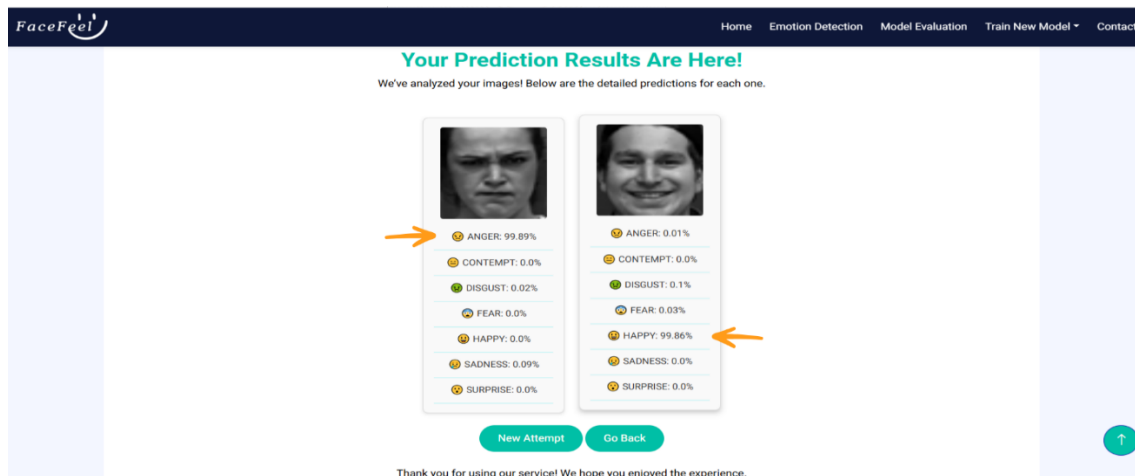 FaceFeel
Home Emotion Detection Model Evaluation Train New Model Contact
Your Prediction Results Are Here!
We've analyzed your images! Below are the detailed predictions for each one.
ANGER: 99.89%
CONTEMPT: 0.0%
DISGUST: 0.02%
FEAR: 0.0%
HAPPY: 0.0%
SADNESS: 0.09%
SURPRISE: 0.0%
ANGER: 0.01%
CONTEMPT: 0.0%
DISGUST: 0.1%
FEAR: 0.03%
HAPPY: 99.86%
SADNESS: 0.0%
SURPRISE: 0.0%
New Attempt Go Back
Thank you for using our service! We hope you enjoyed the experience.